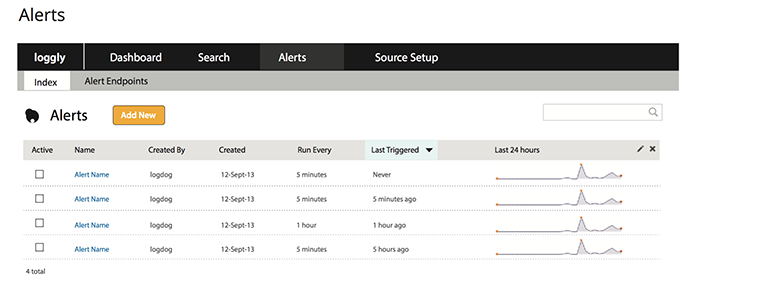 Alerts
loggly Dashboard Search Alerts Source Setup
Index Alert Endpoints
Alerts Add New
Active Name Created By Created Run Every Last Triggered Last 24 hours
Alert Name logdog 12-Sept-13 5 minutes Never
Alert Name logdog 12-Sept-13 5 minutes 5 minutes ago
Alert Name logdog 12-Sep-13 1 hour 1 hour ago
Alert Name logdog 12-Sep-13 5 minutes 5 hours ago
4 total